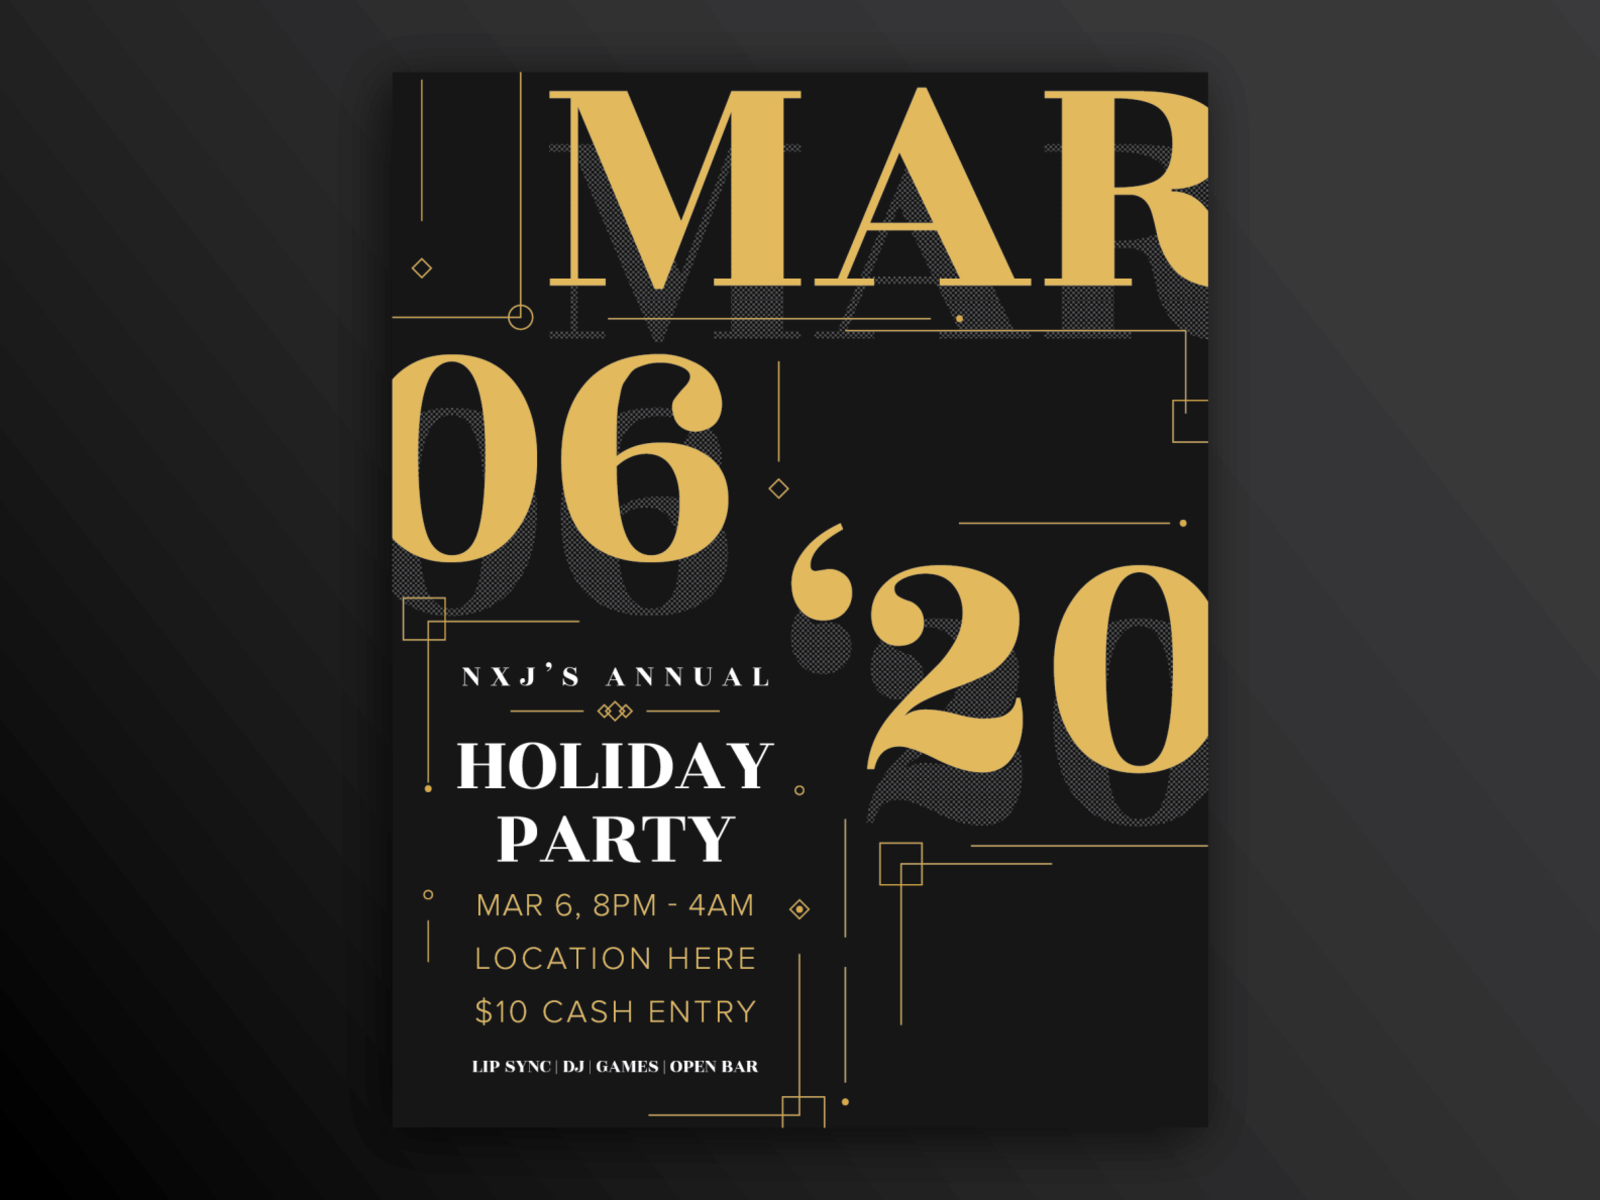 MAR
06
‘20
NXJ’S ANNUAL
HOLIDAY
PARTY
MAR 6, 8PM - 4AM
LOCATION HERE
$10 CASH ENTRY
LIP SYNC | DJ | GAMES | OPEN BAR